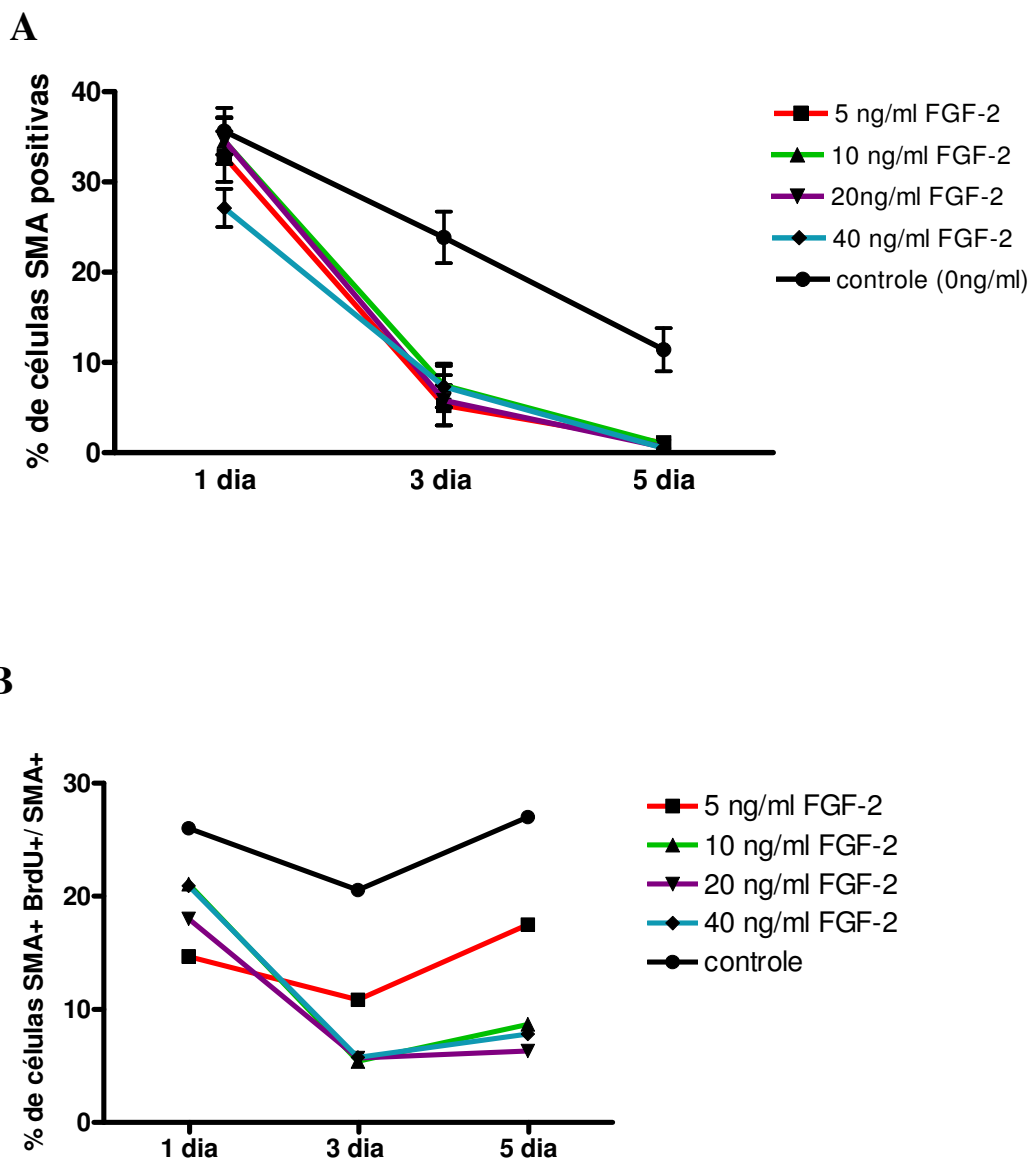 A
% de células SMA positivas
40
30
20
10
0
1 dia
3 dia
5 dia
5 ng/ml FGF-2
10 ng/ml FGF-2
20ng/ml FGF-2
40 ng/ml FGF-2
controle (0ng/ml)
B
% de células SMA+ BrdU+/ SMA+
30
20
10
0
1 dia
3 dia
5 dia
5 ng/ml FGF-2
10 ng/ml FGF-2
20 ng/ml FGF-2
40 ng/ml FGF-2
controle